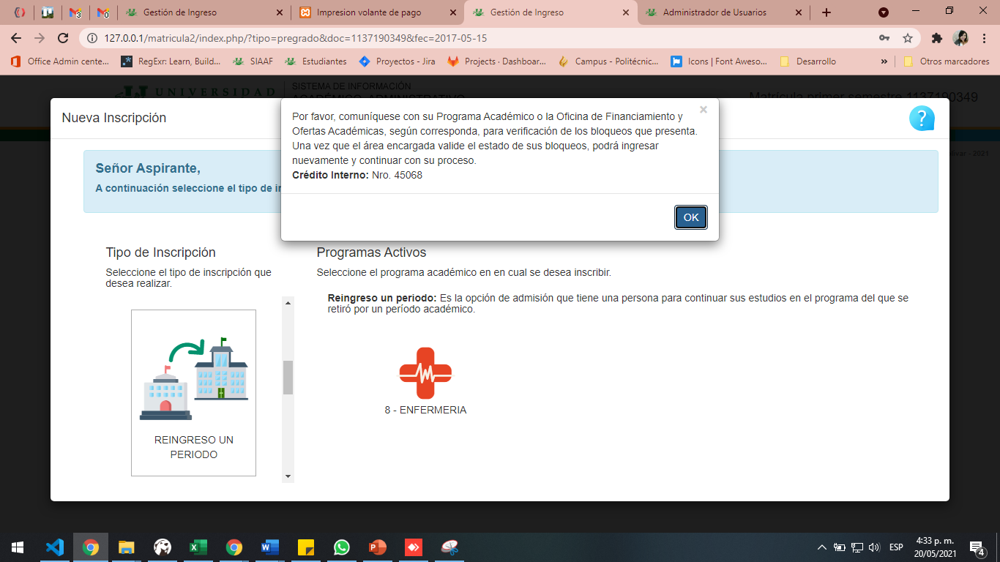 3
0
Gestión de Ingreso
Impresion volante de pago
Gestión de Ingreso
Administrador de Usuarios
127.0.0.1/matricula2/index.php/?tipo=pregrado&doc=1137190349&fec=2017-05-15
Office Admin cente...
RegExr: Learn, Build...
SIAAF
Estudiantes
Proyectos - Jira
Projects · Dashboar...
Campus - Politécnic...
Icons | Font Aweso...
Desarrollo
»
Otros marcadores
UNIVERSIDAD
SISTEMA DE INFORMACIÓN
ACADÉMICO ADMINISTRATIVO
Matrícula primer semestre 1137190349
Nueva Inscripción
?
Por favor, comuníquese con su Programa Académico o la Oficina de Financiamiento y
Ofertas Académicas, según corresponda, para verificación de los bloqueos que presenta.
Una vez que el área encargada valide el estado de sus bloqueos, podrá ingresar
nuevamente y continuar con su proceso.
Crédito Interno: Nro. 45068
OK
- 2021
Señor Aspirante,
A continuación seleccione el tipo de
Tipo de Inscripción
Seleccione el tipo de inscripción que
desea realizar.
REINGRESO UN
PERIODO
Programas Activos
Seleccione el programa académico en en cual se desea inscribir.
Reingreso un periodo: Es la opción de admisión que tiene una persona para continuar sus estudios en el programa del que se
retiró por un período académico.
8 - ENFERMERIA
ESP
4:33 p. m.
20/05/2021
4